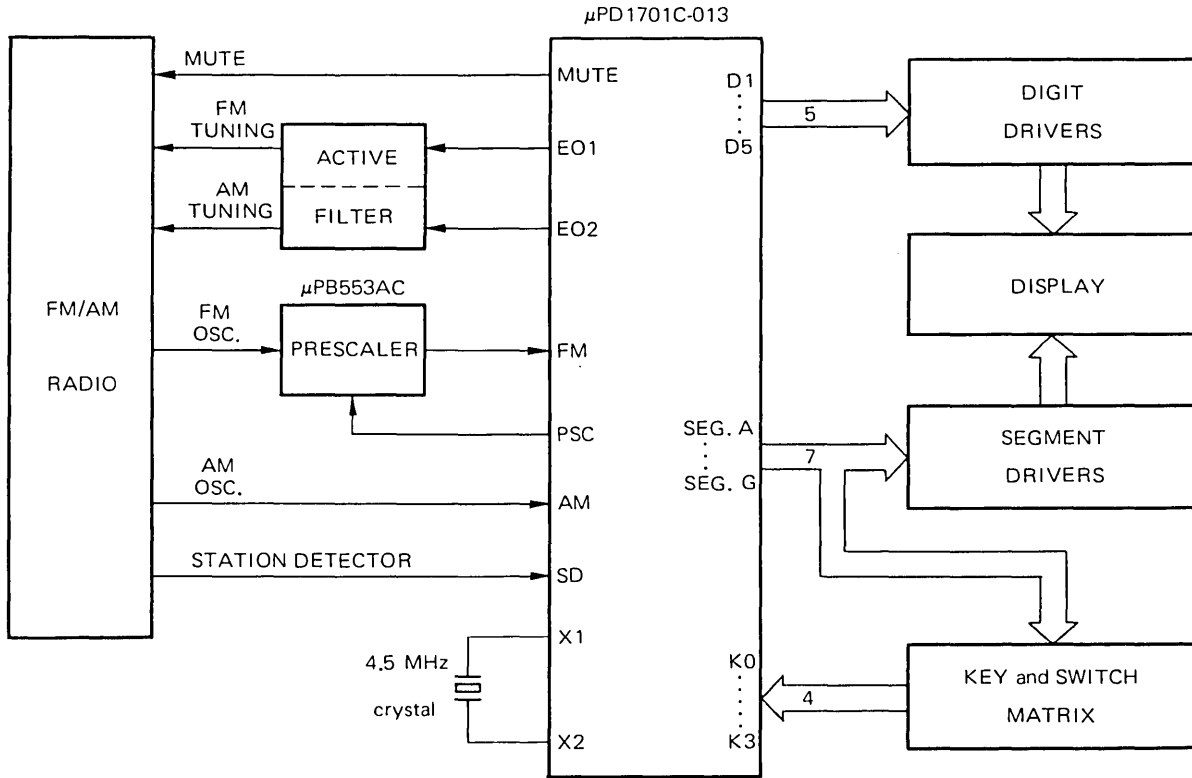 μPD1701C-013
MUTE
FM
TUNING
AM
TUNING
ACTIVE
FILTER
μPB553AC
FM/AM
RADIO
FM
OSC.
PRESCALER
AM
OSC.
STATION DETECTOR
4.5 MHz
crystal
MUTE
EO1
EO2
FM
PSC
AM
SD
X1
X2
D1
D5
SEG. A
SEG. G
K0
K3
5
7
4
DIGIT
DRIVERS
DISPLAY
SEGMENT
DRIVERS
KEY and SWITCH
MATRIX